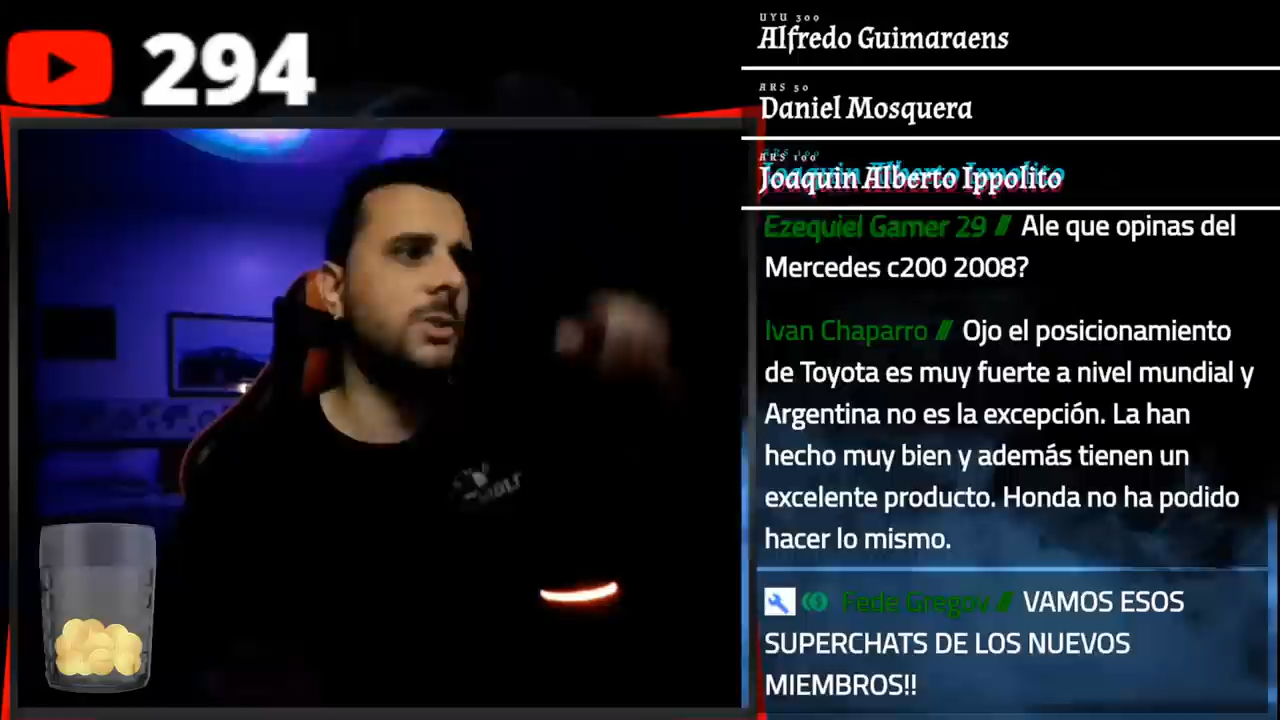 294
UYU 300
Alfredo Guimaraens
ARS 50
Daniel Mosquera
ARS 100
Joaquin Alberto Ippolito
Ezequiel Gamer 29 // Ale que opinas del
Mercedes c200 2008?
Ivan Chaparro // Ojo el posicionamiento
de Toyota es muy fuerte a nivel mundial y
Argentina no es la excepción. La han
hecho muy bien y además tienen un
excelente producto. Honda no ha podido
hacer lo mismo.
Fede Gregov // VAMOS ESOS
SUPERCHATS DE LOS NUEVOS
MIEMBROS!!